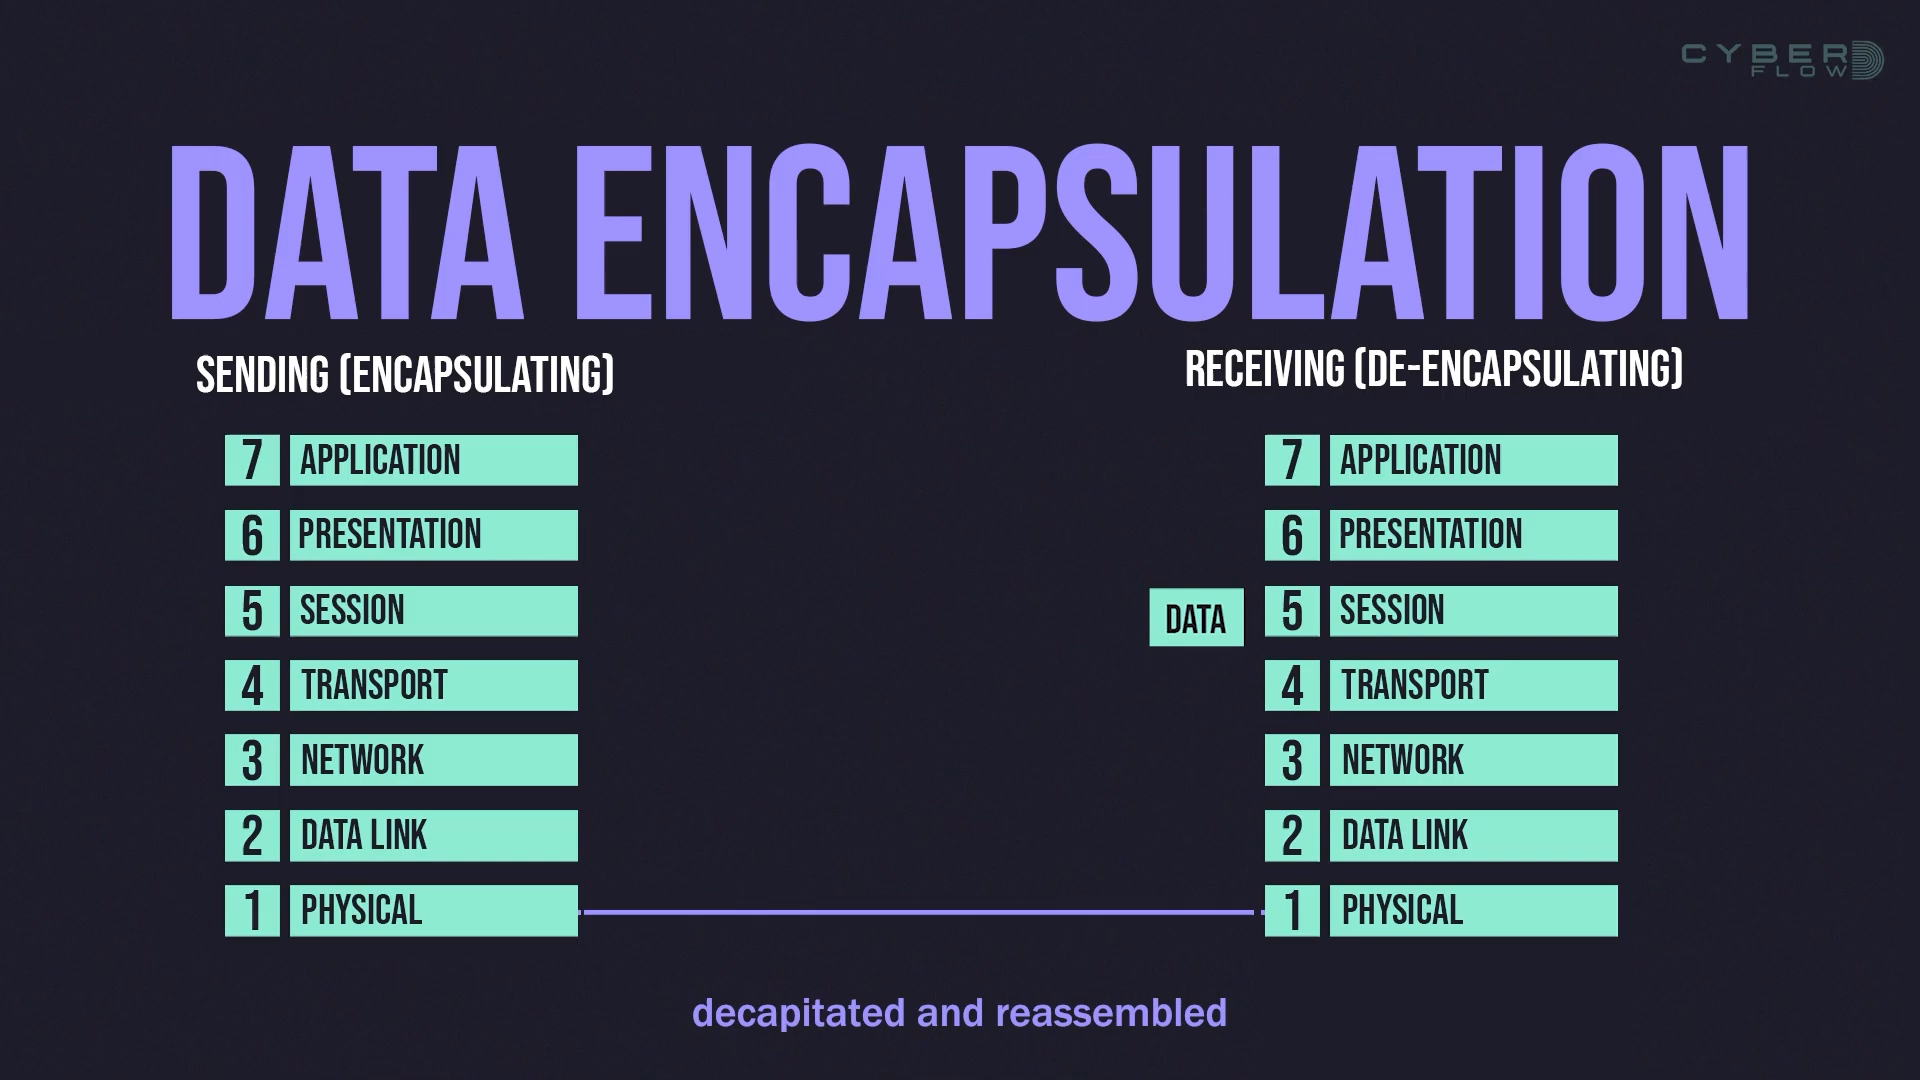 CYBER
FLOW
DATA ENCAPSULATION
SENDING (ENCAPSULATING)
7 APPLICATION
6 PRESENTATION
5 SESSION
4 TRANSPORT
3 NETWORK
2 DATA LINK
1 PHYSICAL
RECEIVING (DE-ENCAPSULATING)
7 APPLICATION
6 PRESENTATION
DATA
5 SESSION
4 TRANSPORT
3 NETWORK
2 DATA LINK
1 PHYSICAL
decapitated and reassembled